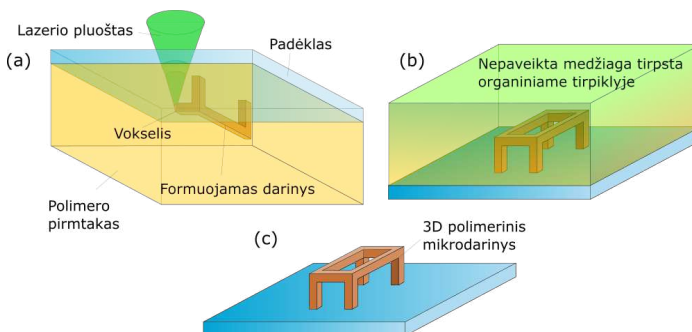 Lazerio pluoštas
Padėklas
(a)
Vokselis
Formuojamas darinys
Polimero
pirmtakas
(b)
Nepaveikta medžiaga tirpsta
organiniame tirpiklyje
(c)
3D polimerinis
mikrodarinys